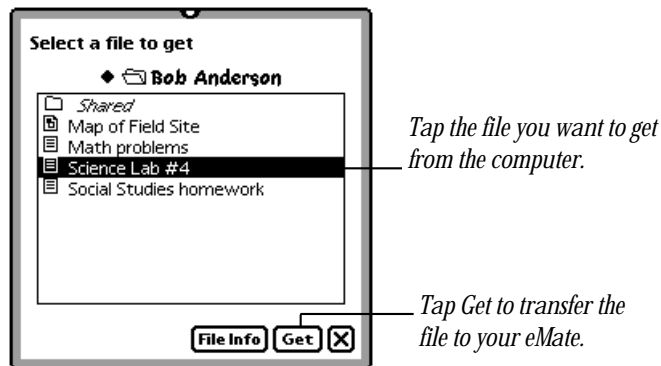 Select a file to get
Bob Anderson
Shared
Map of Field Site
Math problems
Science Lab #4
Social Studies homework
Tap the file you want to get
from the computer.
Tap Get to transfer the
file to your eMate.
File Info Get X